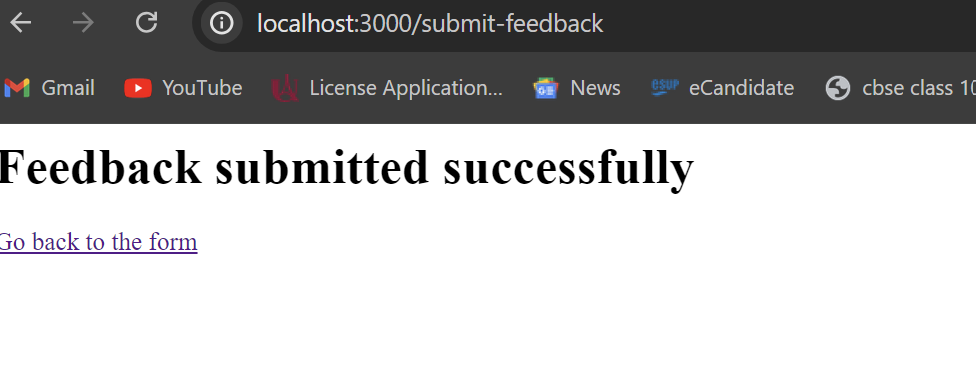 localhost:3000/submit-feedback
Gmail YouTube License Application... News esup eCandidate cbse class 10
Feedback submitted successfully
Go back to the form